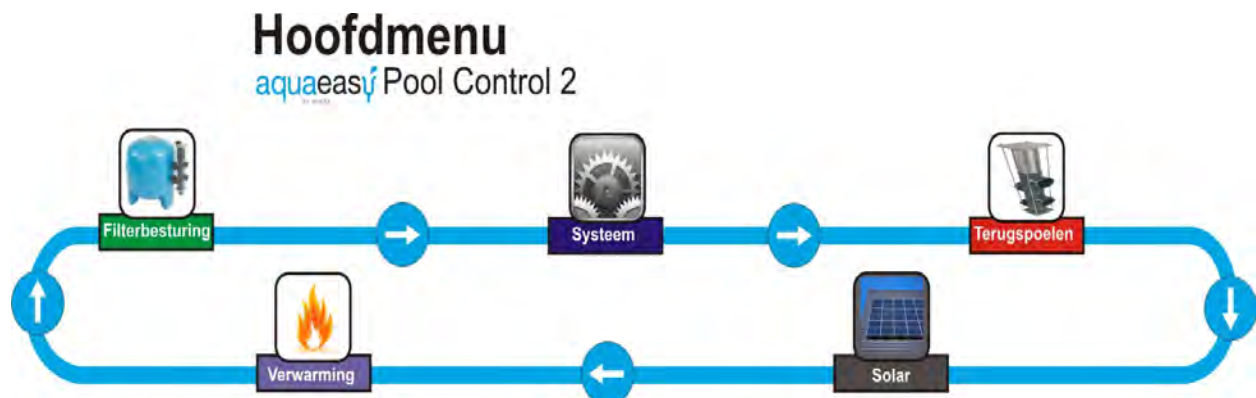 Hoofdmenu
aquaeasy Pool Control 2
Filterbesturing
Systeem
Terugspoelen
Verwarming
Solar